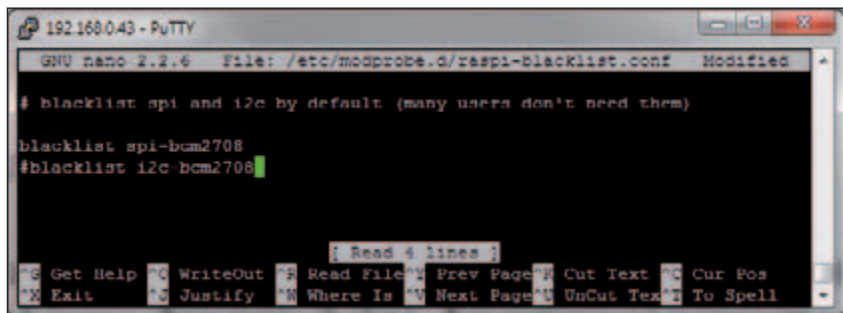 192.168.0.43 - PuTTY
GNU nano 2.2.6 File: /etc/modprobe.d/raspi-blacklist.conf Modified
# blacklist spi and i2c by default (many users don't need them)
blacklist spi-bcm2708
#blacklist i2c-bcm2708
[ Read 4 lines ]
^G Get Help ^O WriteOut ^R Read File ^Y Prev Page ^K Cut Text ^C Cur Pos
^X Exit ^J Justify ^W Where Is ^V Next Page ^U UnCut Tex ^T To Spell